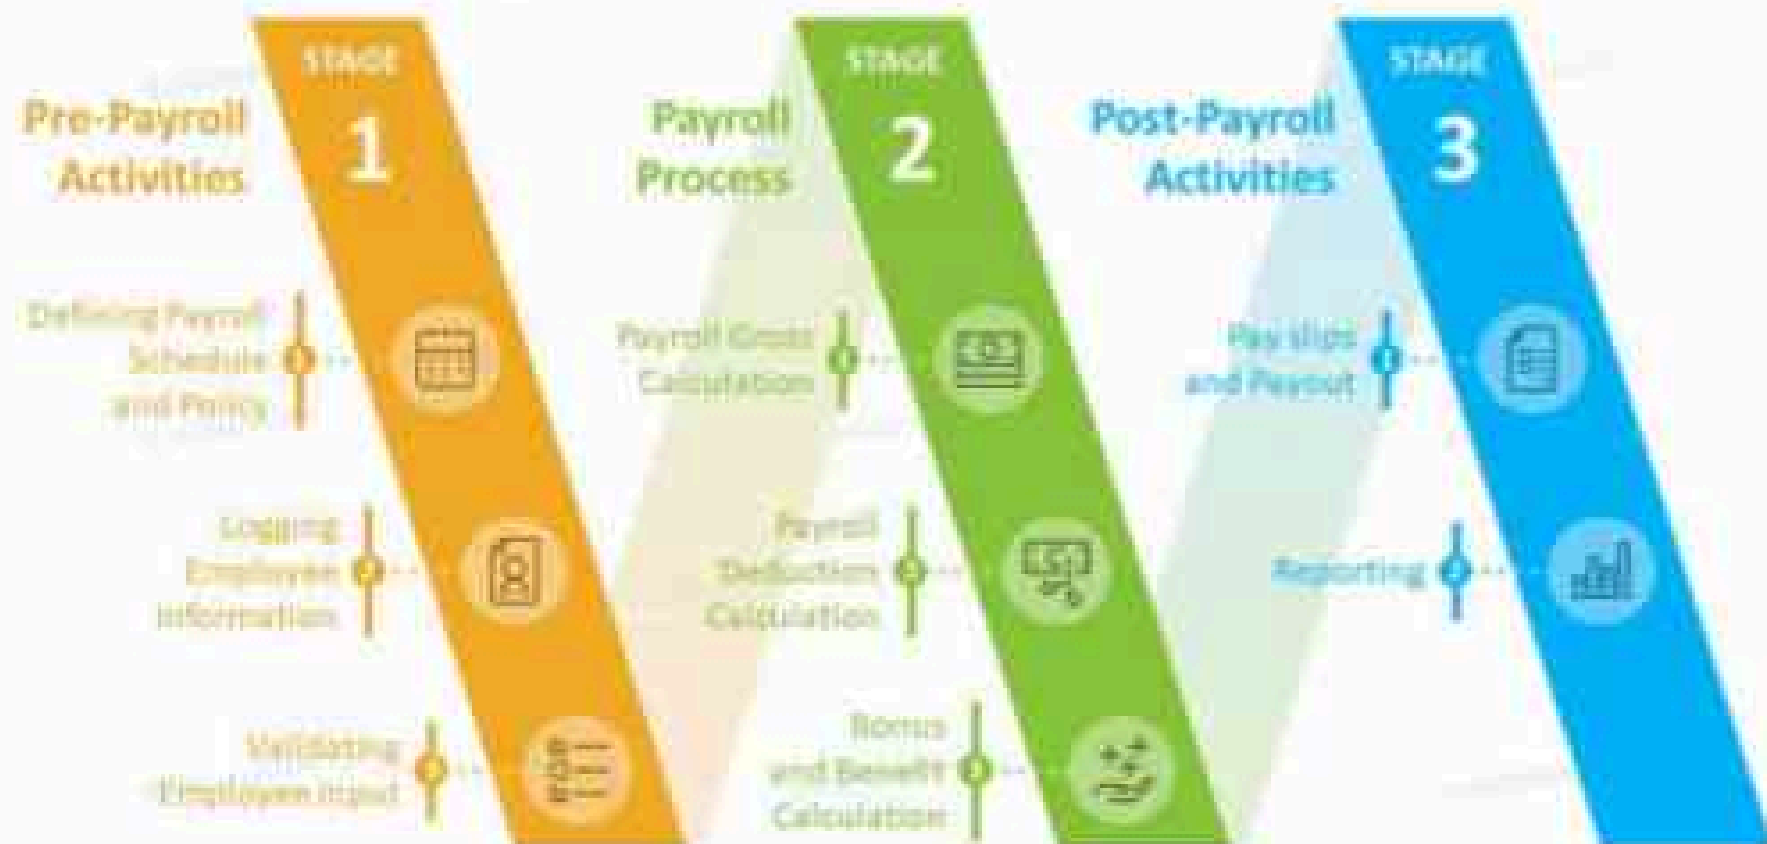 STAGE
1
Pre-Payroll
Activities
Defining Payroll
Schedule
and Policy
Logging
Employee
Information
Validating
Employee Input
STAGE
2
Payroll
Process
Payroll Gross
Calculation
Payroll
Deduction
Calculation
Bonus
and Benefit
Calculation
STAGE
3
Post-Payroll
Activities
Pay slips
and Payout
Reporting